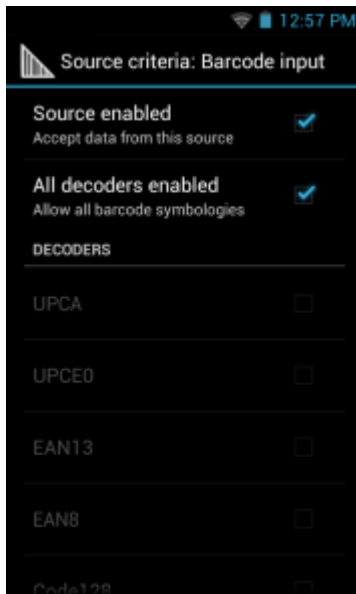 12:57 PM
Source criteria: Barcode input
Source enabled
Accept data from this source
All decoders enabled
Allow all barcode symbologies
DECODERS
UPCA
UPCE0
EAN13
EAN8
Code128